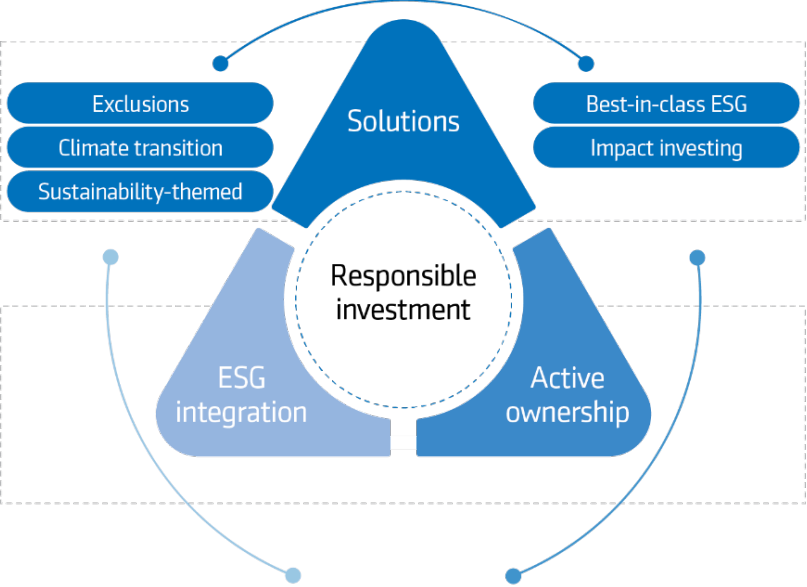 Exclusions
Climate transition
Sustainability-themed
Solutions
Best-in-class ESG
Impact investing
Responsible
investment
ESG
integration
Active
ownership